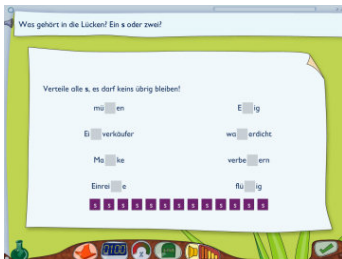 Was gehört in die Lücken? Ein s oder zwei?
Verteile alle s, es darf keins übrig bleiben!
mü en E ig
Ei verkäufer wa erdicht
Ma ke verbe ern
Einrei e flü ig
s s s s s s s s s s s s s